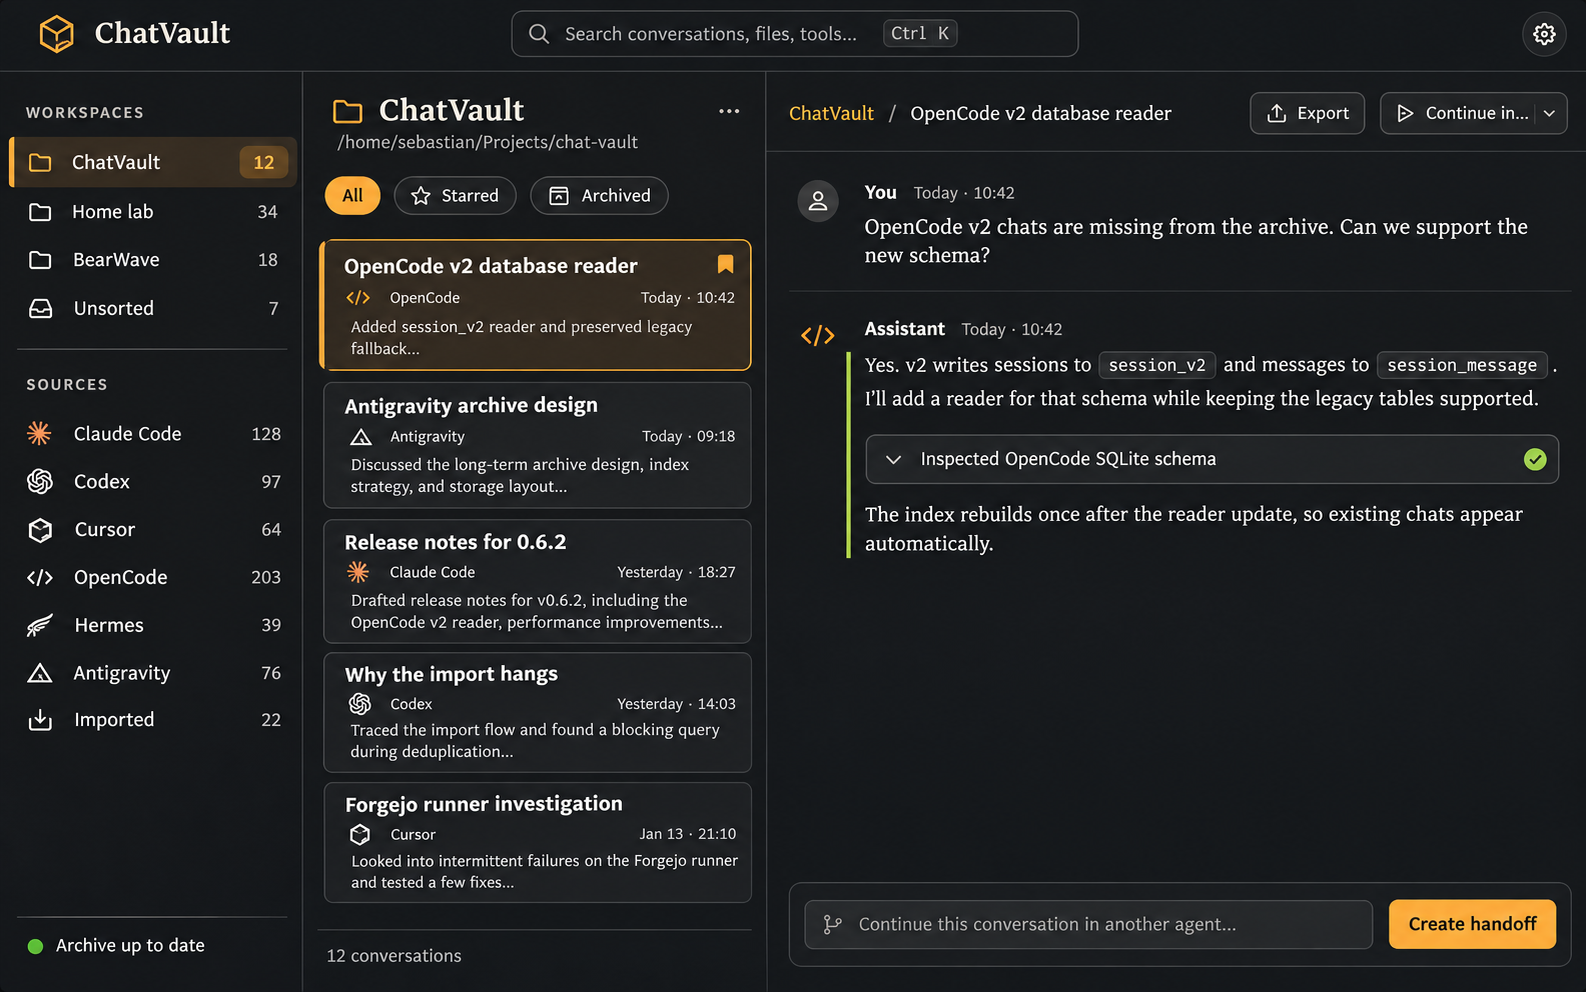 ChatVault
Search conversations, files, tools...
Ctrl K
WORKSPACES
ChatVault
12
Home lab
34
BearWave
18
Unsorted
7
SOURCES
Claude Code
128
Codex
97
Cursor
64
OpenCode
203
Hermes
39
Antigravity
76
Imported
22
Archive up to date
ChatVault
/home/sebastian/Projects/chat-vault
All
Starred
Archived
OpenCode v2 database reader
OpenCode
Today · 10:42
Added session_v2 reader and preserved legacy
fallback...
Antigravity archive design
Antigravity
Today · 09:18
Discussed the long-term archive design, index
strategy, and storage layout...
Release notes for 0.6.2
Claude Code
Yesterday · 18:27
Drafted release notes for v0.6.2, including the
OpenCode v2 reader, performance improvements...
Why the import hangs
Codex
Yesterday · 14:03
Traced the import flow and found a blocking query
during deduplication...
Forgejo runner investigation
Cursor
Jan 13 · 21:10
Looked into intermittent failures on the Forgejo runner
and tested a few fixes...
12 conversations
ChatVault / OpenCode v2 database reader
Export
Continue in...
You Today · 10:42
OpenCode v2 chats are missing from the archive. Can we support the
new schema?
Assistant Today · 10:42
Yes. v2 writes sessions to session_v2 and messages to session_message .
I’ll add a reader for that schema while keeping the legacy tables supported.
Inspected OpenCode SQLite schema
The index rebuilds once after the reader update, so existing chats appear
automatically.
Continue this conversation in another agent...
Create handoff